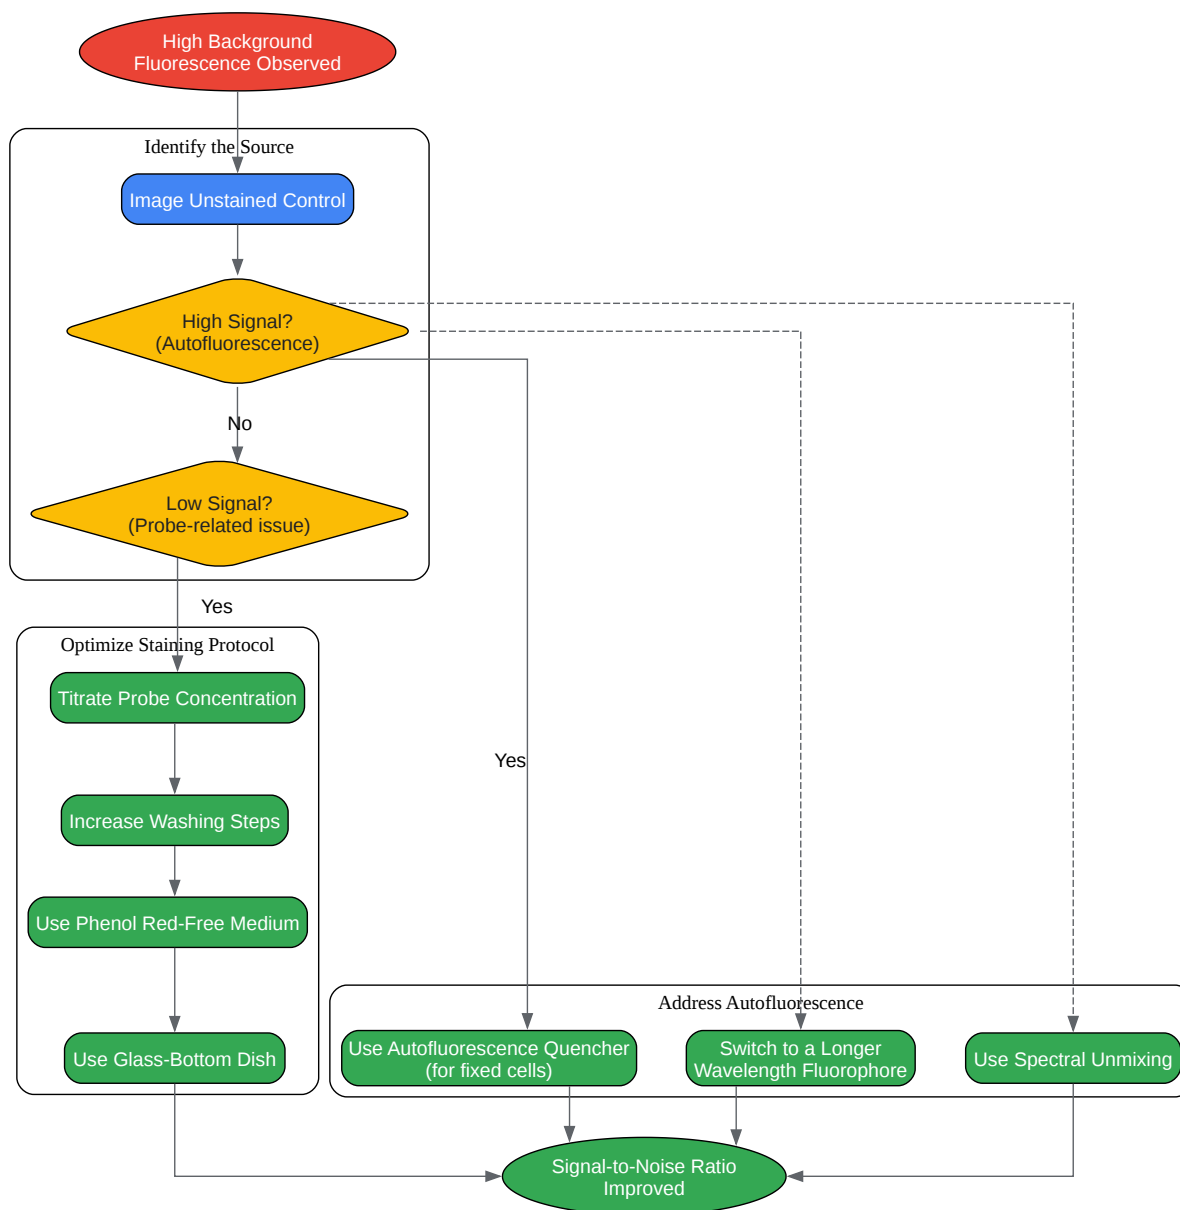 High Background
Fluorescence Observed
Identify the Source
Image Unstained Control
High Signal?
(Autofluorescence)
No
Low Signal?
(Probe-related issue)
Yes
Optimize Staining Protocol
Titrate Probe Concentration
Yes
Increase Washing Steps
Use Phenol Red-Free Medium
Use Glass-Bottom Dish
Address Autofluorescence
Use Autofluorescence Quencher
(for fixed cells)
Switch to a Longer
Wavelength Fluorophore
Use Spectral Unmixing
Signal-to-Noise Ratio
Improved